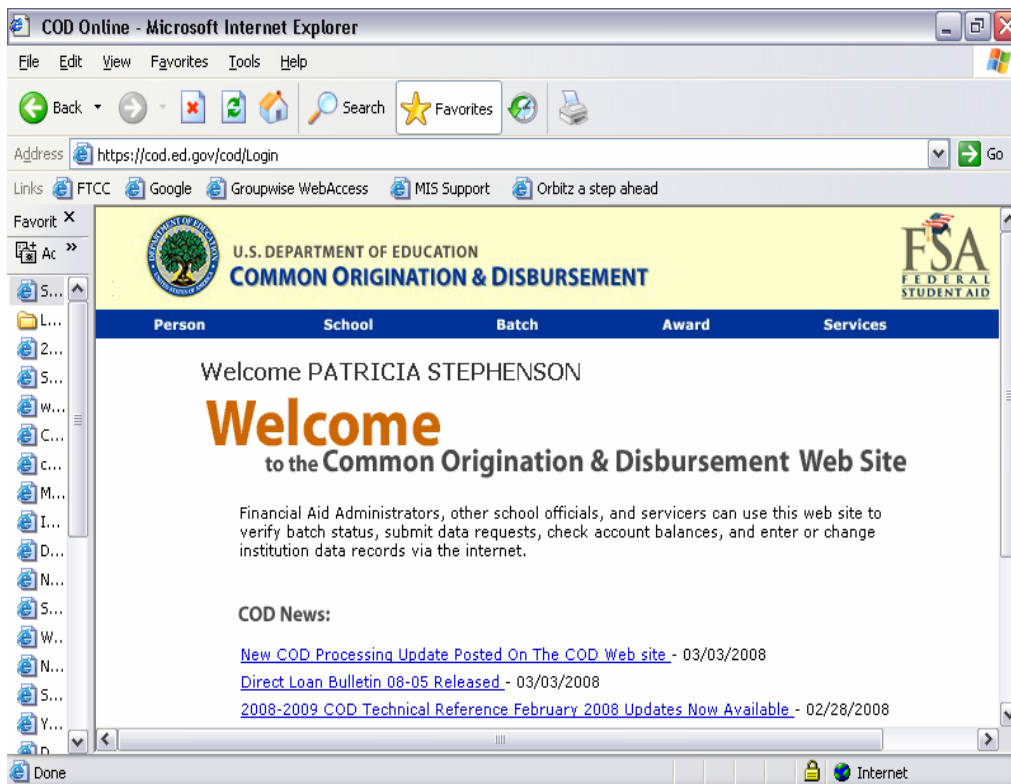 COD Online - Microsoft Internet Explorer
File Edit View Favorites Tools Help
Back Search Favorites
Address https://cod.ed.gov/cod/Login Go
Links FTCC Google Groupwise WebAccess MIS Support Orbitz a step ahead
Favorit X
Ac »
S...
L...
2...
S...
w...
C...
c...
M...
I...
D...
N...
S...
W...
N...
S...
Y...
U.S. DEPARTMENT OF EDUCATION
COMMON ORIGINATION & DISBURSEMENT
FSA
FEDERAL
STUDENT AID
Person School Batch Award Services
Welcome PATRICIA STEPHENSON
Welcome
to the Common Origination & Disbursement Web Site
Financial Aid Administrators, other school officials, and servicers can use this web site to
verify batch status, submit data requests, check account balances, and enter or change
institution data records via the internet.
COD News:
New COD Processing Update Posted On The COD Web site - 03/03/2008
Direct Loan Bulletin 08-05 Released - 03/03/2008
2008-2009 COD Technical Reference February 2008 Updates Now Available - 02/28/2008
Done Internet